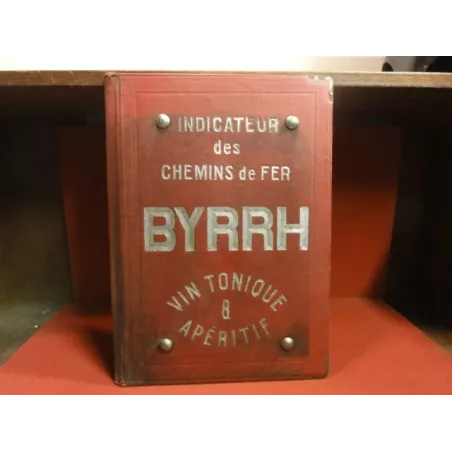 INDICATEUR
des
CHEMINS de FER
BYRRH
VIN TONIQUE
&
APÉRITIF